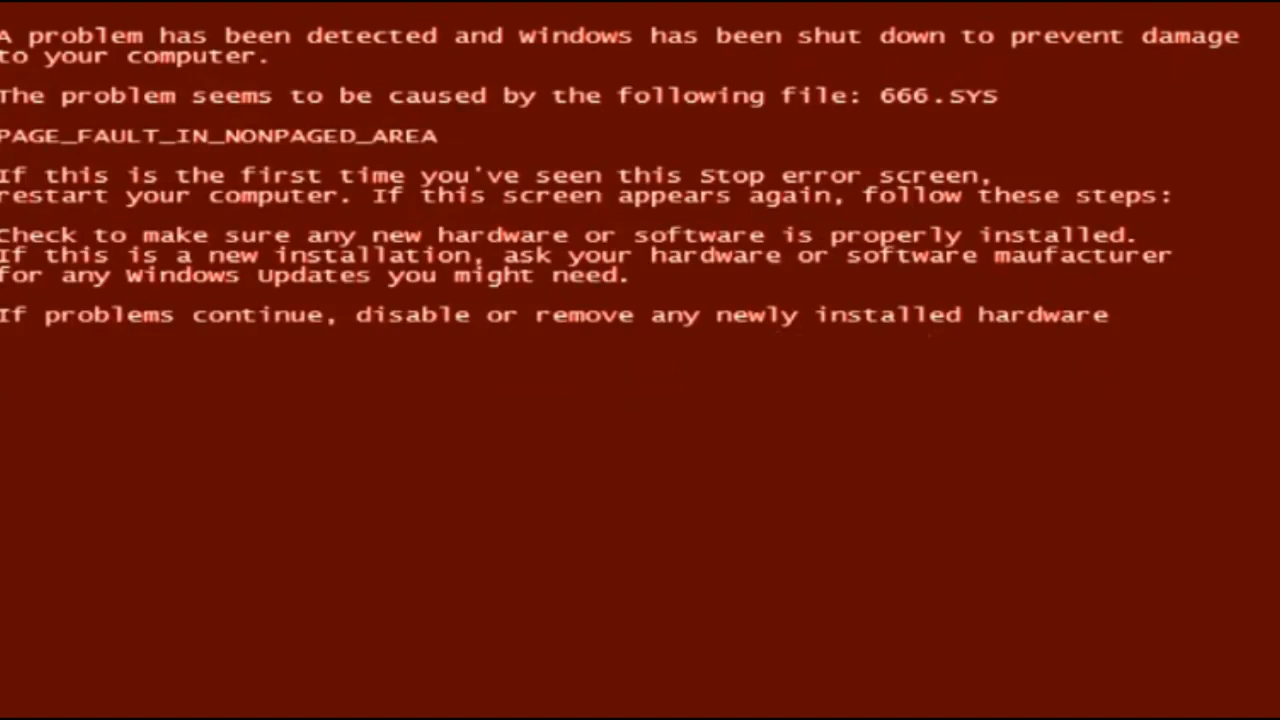 A problem has been detected and Windows has been shut down to prevent damage
to your computer.
The problem seems to be caused by the following file: 666.SYS
PAGE_FAULT_IN_NONPAGED_AREA
If this is the first time you've seen this Stop error screen,
restart your computer. If this screen appears again, follow these steps:
Check to make sure any new hardware or software is properly installed.
If this is a new installation, ask your hardware or software maufacturer
for any Windows Updates you might need.
If problems continue, disable or remove any newly installed hardware